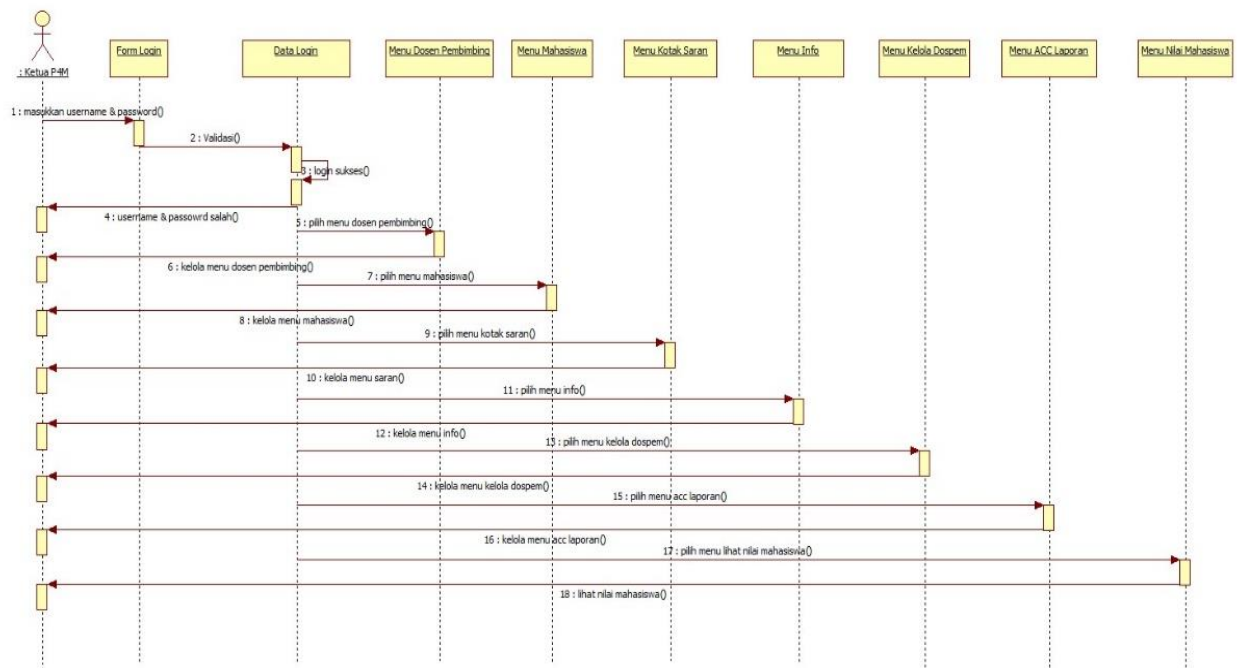 : Ketua P4M
Form Login
Data Login
Menu Dosen Pembimbing
Menu Mahasiswa
Menu Kotak Saran
Menu Info
Menu Kelola Dospem
Menu ACC Laporan
Menu Nilai Mahasiswa
1 : masukkan username & password()
2 : Validasi()
3 : login sukses()
4 : username & passowrd salah()
5 : pilih menu dosen pembimbing()
6 : kelola menu dosen pembimbing()
7 : pilih menu mahasiswa()
8 : kelola menu mahasiswa()
9 : pilih menu kotak saran()
10 : kelola menu saran()
11 : pilih menu info()
12 : kelola menu info()
13 : pilih menu kelola dospem()
14 : kelola menu kelola dospem()
15 : pilih menu acc laporan()
16 : kelola menu acc laporan()
17 : pilih menu lihat nilai mahasiswa()
18 : lihat nilai mahasiswa()